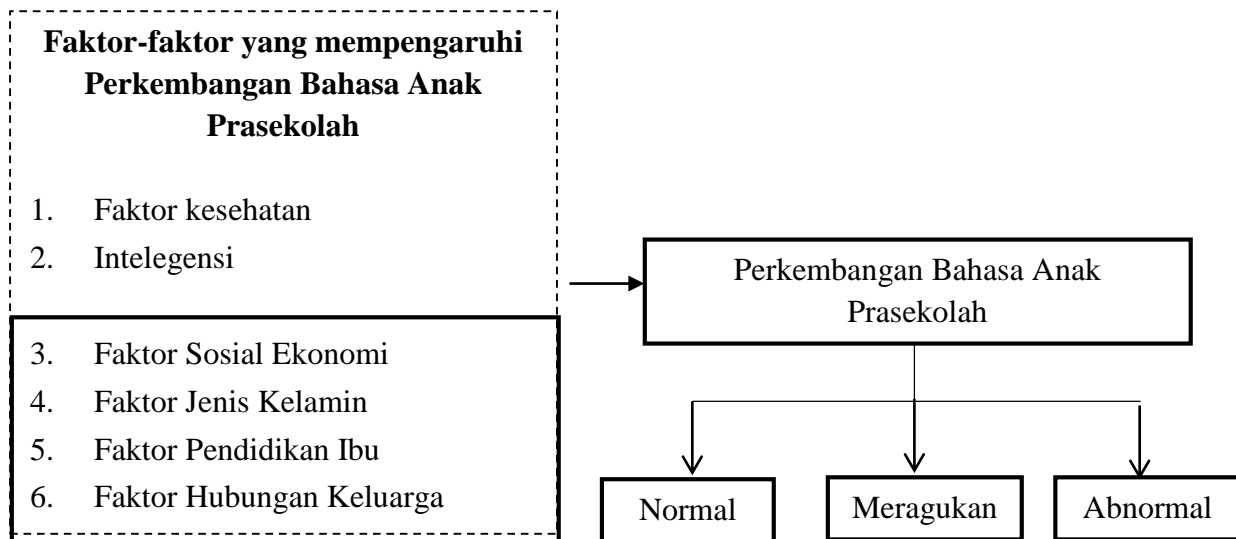 Faktor-faktor yang mempengaruhi
Perkembangan Bahasa Anak
Prasekolah
1. Faktor kesehatan
2. Intelegensi
3. Faktor Sosial Ekonomi
4. Faktor Jenis Kelamin
5. Faktor Pendidikan Ibu
6. Faktor Hubungan Keluarga
Perkembangan Bahasa Anak
Prasekolah
Normal
Meragukan
Abnormal